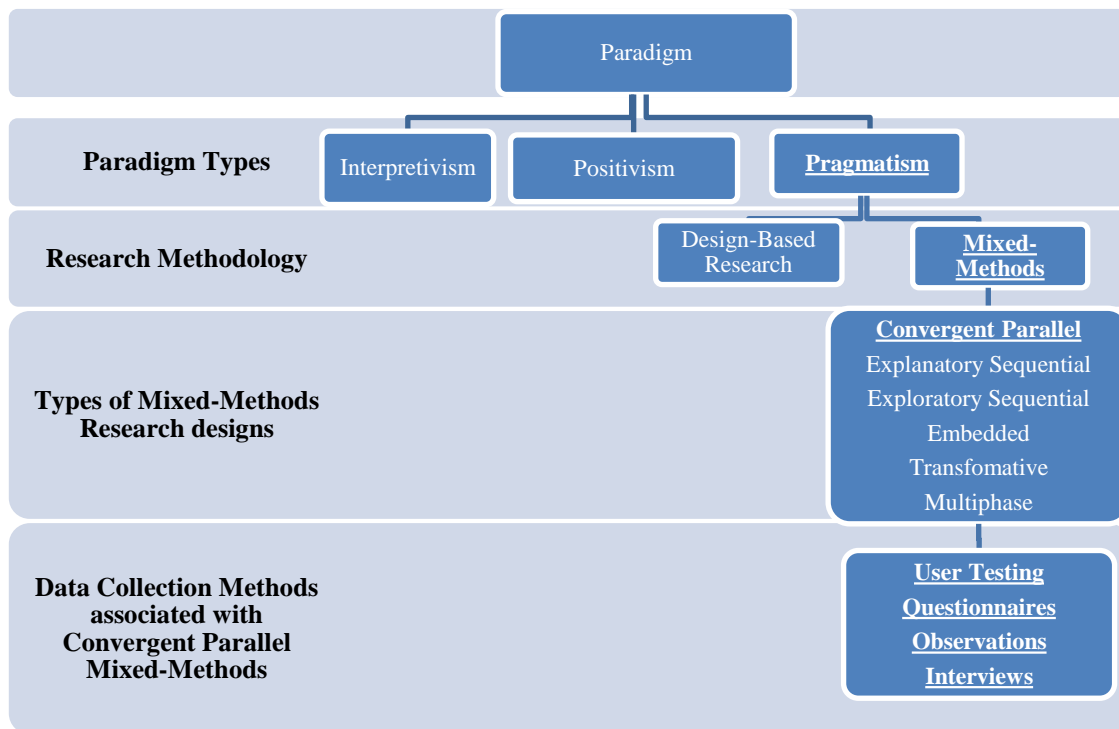 Paradigm
Paradigm Types
Interpretivism
Positivism
Pragmatism
Research Methodology
Design-Based
Research
Mixed-
Methods
Types of Mixed-Methods
Research designs
Convergent Parallel
Explanatory Sequential
Exploratory Sequential
Embedded
Transfomative
Multiphase
Data Collection Methods
associated with
Convergent Parallel
Mixed-Methods
User Testing
Questionnaires
Observations
Interviews